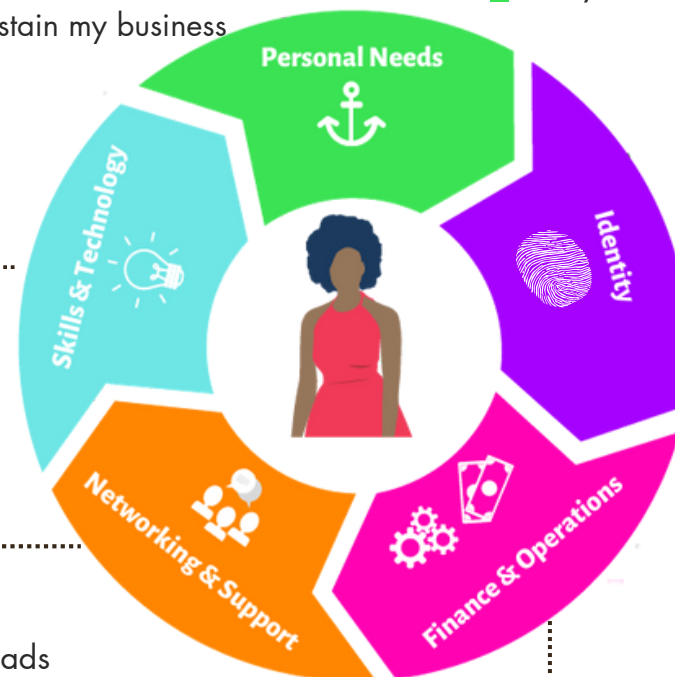 stain my business
Personal Needs
Identity
Skills & Technology
Networking & Support
Finance & Operations
ads